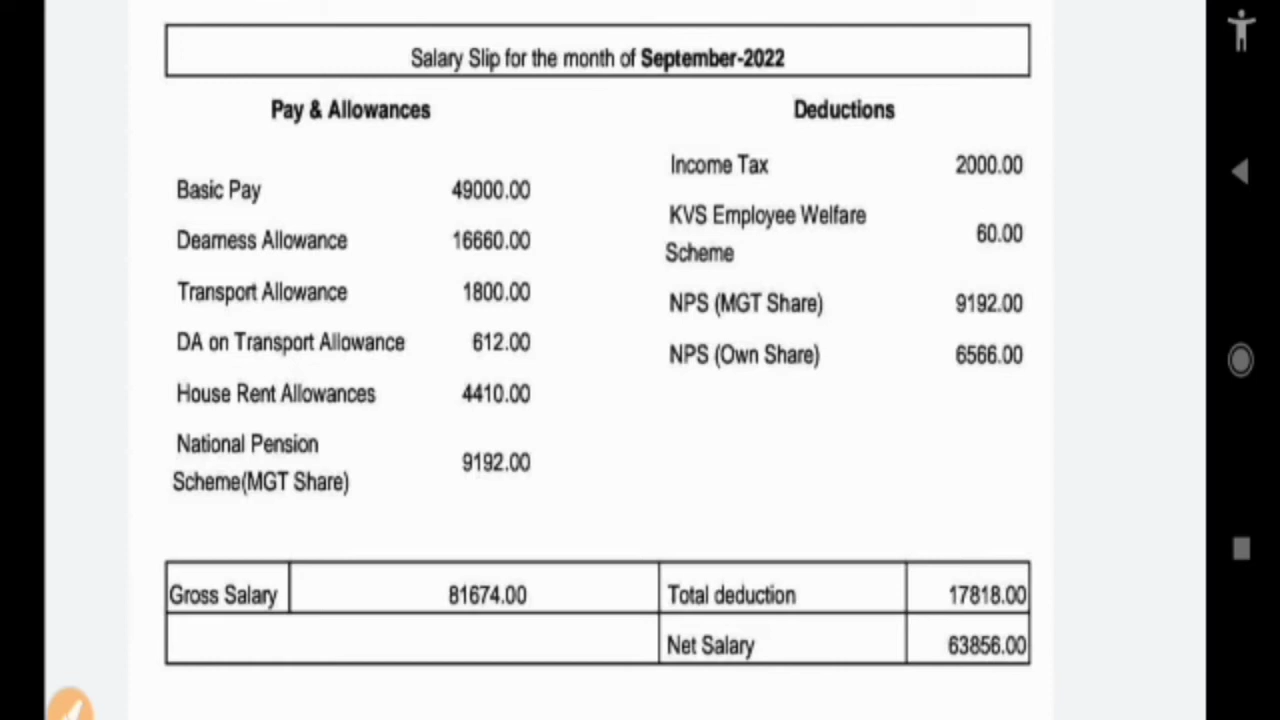 Salary Slip for the month of September-2022
Pay & Allowances
Basic Pay 49000.00
Dearness Allowance 16660.00
Transport Allowance 1800.00
DA on Transport Allowance 612.00
House Rent Allowances 4410.00
National Pension
Scheme(MGT Share) 9192.00
Deductions
Income Tax 2000.00
KVS Employee Welfare
Scheme 60.00
NPS (MGT Share) 9192.00
NPS (Own Share) 6566.00
Gross Salary 81674.00 Total deduction 17818.00
Net Salary 63856.00